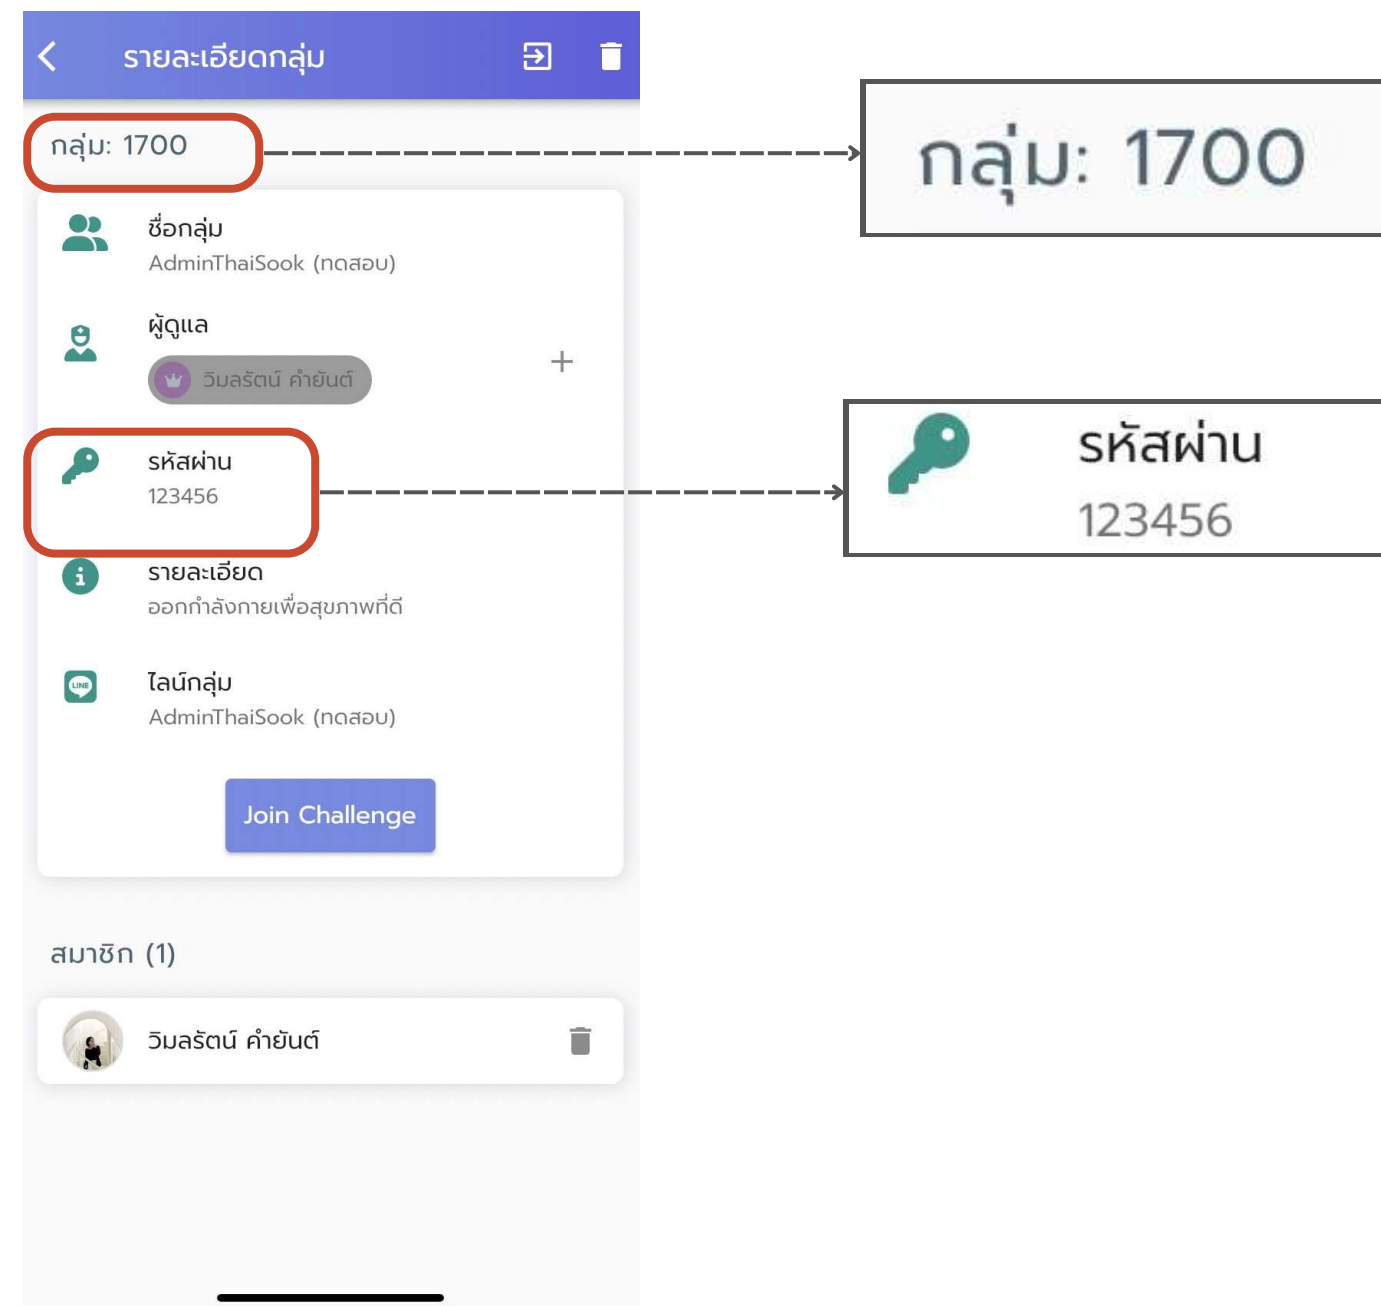 รายละเอียดกลุ่ม
กลุ่ม: 1700
กลุ่ม: 1700
ชื่อกลุ่ม
AdminThaiSook (ทดสอบ)
ผู้ดูแล
วิมลรัตน์ คำยันต์
รหัสผ่าน
123456
รหัสผ่าน
123456
รายละเอียด
ออกกำลังกายเพื่อสุขภาพที่ดี
LINE
ไลน์กลุ่ม
AdminThaiSook (ทดสอบ)
Join Challenge
สมาชิก (1)
วิมลรัตน์ คำยันต์